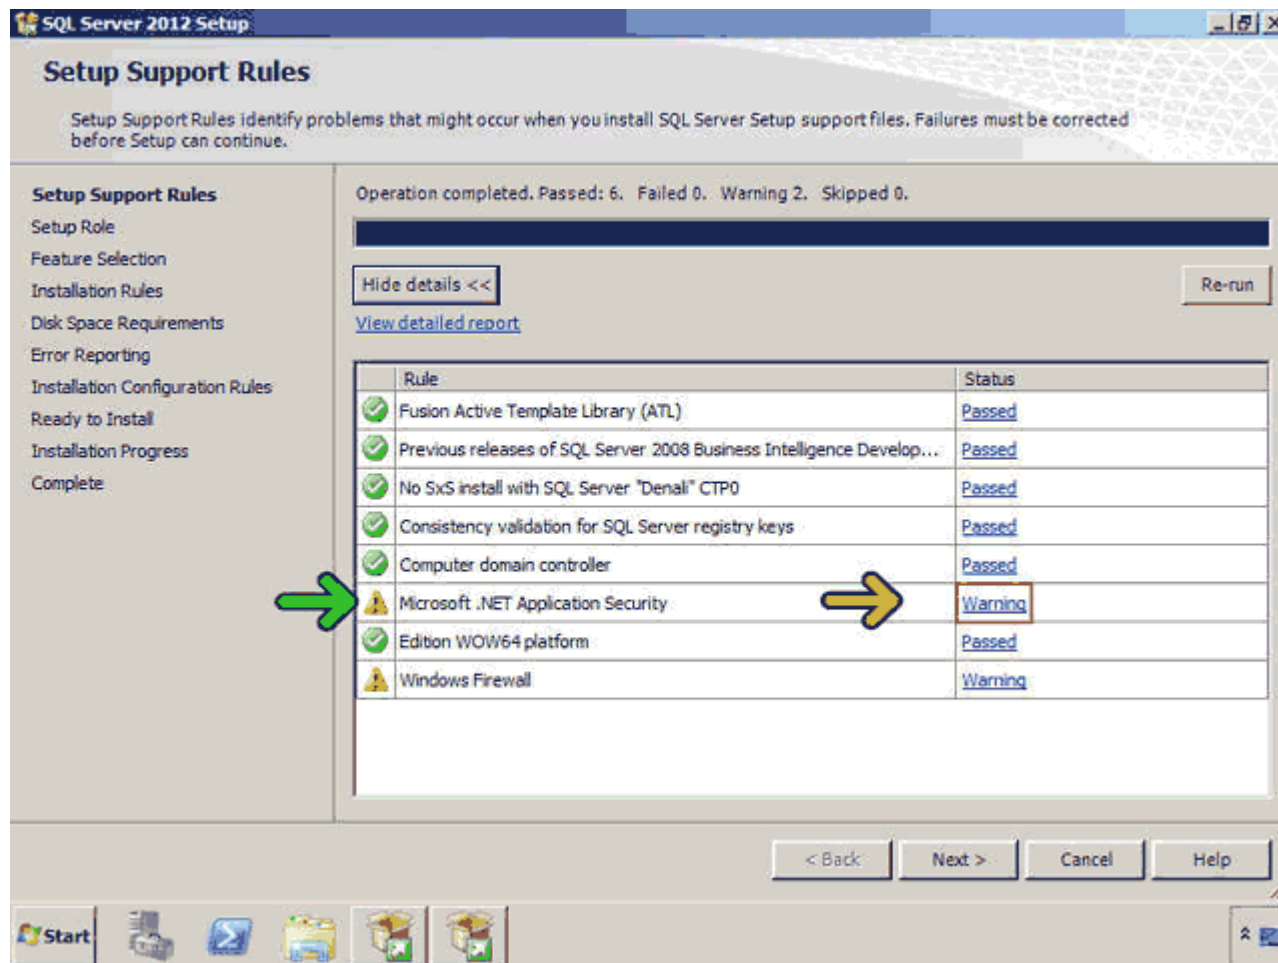 SQL Server 2012 Setup
Setup Support Rules
Setup Support Rules identify problems that might occur when you install SQL Server Setup support files. Failures must be corrected
before Setup can continue.
Setup Support Rules
Setup Role
Feature Selection
Installation Rules
Disk Space Requirements
Error Reporting
Installation Configuration Rules
Ready to Install
Installation Progress
Complete
Operation completed. Passed: 6. Failed 0. Warning 2. Skipped 0.
Hide details <<
Re-run
View detailed report
Rule Status
Fusion Active Template Library (ATL) Passed
Previous releases of SQL Server 2008 Business Intelligence Develop... Passed
No SxS install with SQL Server "Denali" CTP0 Passed
Consistency validation for SQL Server registry keys Passed
Computer domain controller Passed
Microsoft .NET Application Security Warning
Edition WOW64 platform Passed
Windows Firewall Warning
< Back Next > Cancel Help
Start